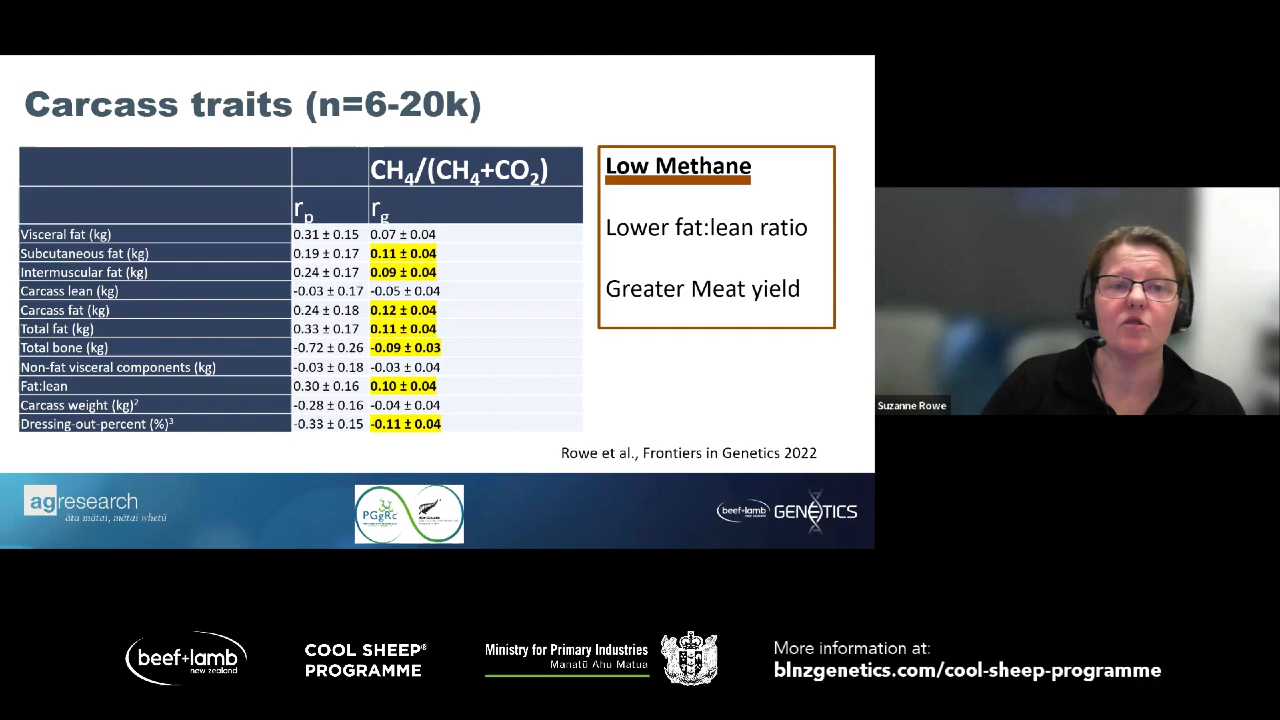 Carcass traits (n=6-20k)
CH₄/(CH₄+CO₂)
rₚ r_g
Visceral fat (kg) 0.31 ± 0.15 0.07 ± 0.04
Subcutaneous fat (kg) 0.19 ± 0.17 0.11 ± 0.04
Intermuscular fat (kg) 0.24 ± 0.17 0.09 ± 0.04
Carcass lean (kg) -0.03 ± 0.17 -0.05 ± 0.04
Carcass fat (kg) 0.24 ± 0.18 0.12 ± 0.04
Total fat (kg) 0.33 ± 0.17 0.11 ± 0.04
Total bone (kg) -0.72 ± 0.26 -0.09 ± 0.03
Non-fat visceral components (kg) -0.03 ± 0.18 -0.03 ± 0.04
Fat:lean 0.30 ± 0.16 0.10 ± 0.04
Carcass weight (kg)² -0.28 ± 0.16 -0.04 ± 0.04
Dressing-out-percent (%)³ -0.33 ± 0.15 -0.11 ± 0.04
Low Methane
Lower fat:lean ratio
Greater Meat yield
Rowe et al., Frontiers in Genetics 2022
Suzanne Rowe
agresearch
āta mātai, mātai whetū
PGgRc
beef+lamb
GENETICS
beef+lamb
new zealand
COOL SHEEP®
PROGRAMME
Ministry for Primary Industries
Manatū Ahu Matua
More information at:
blnzgenetics.com/cool-sheep-programme